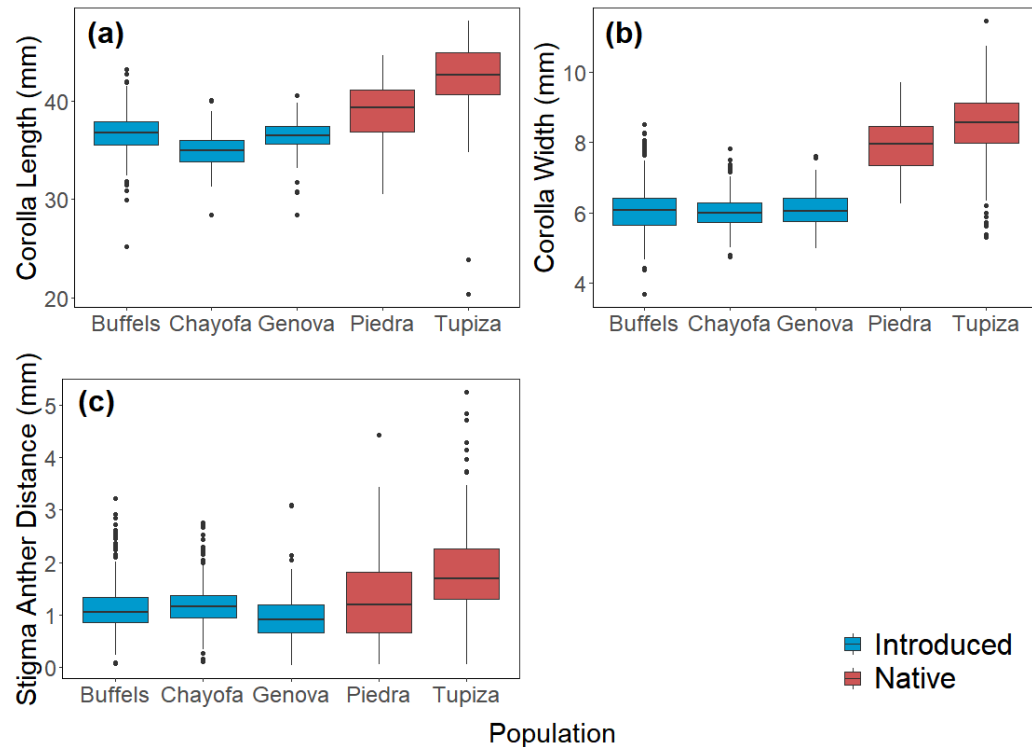 (a)
Corolla Length (mm)
40
30
20
Buffels Chayofa Genova Piedra Tupiza
(b)
Corolla Width (mm)
10
8
6
4
Buffels Chayofa Genova Piedra Tupiza
(c)
Stigma Anther Distance (mm)
5
4
3
2
1
0
Buffels Chayofa Genova Piedra Tupiza
Introduced
Native
Population